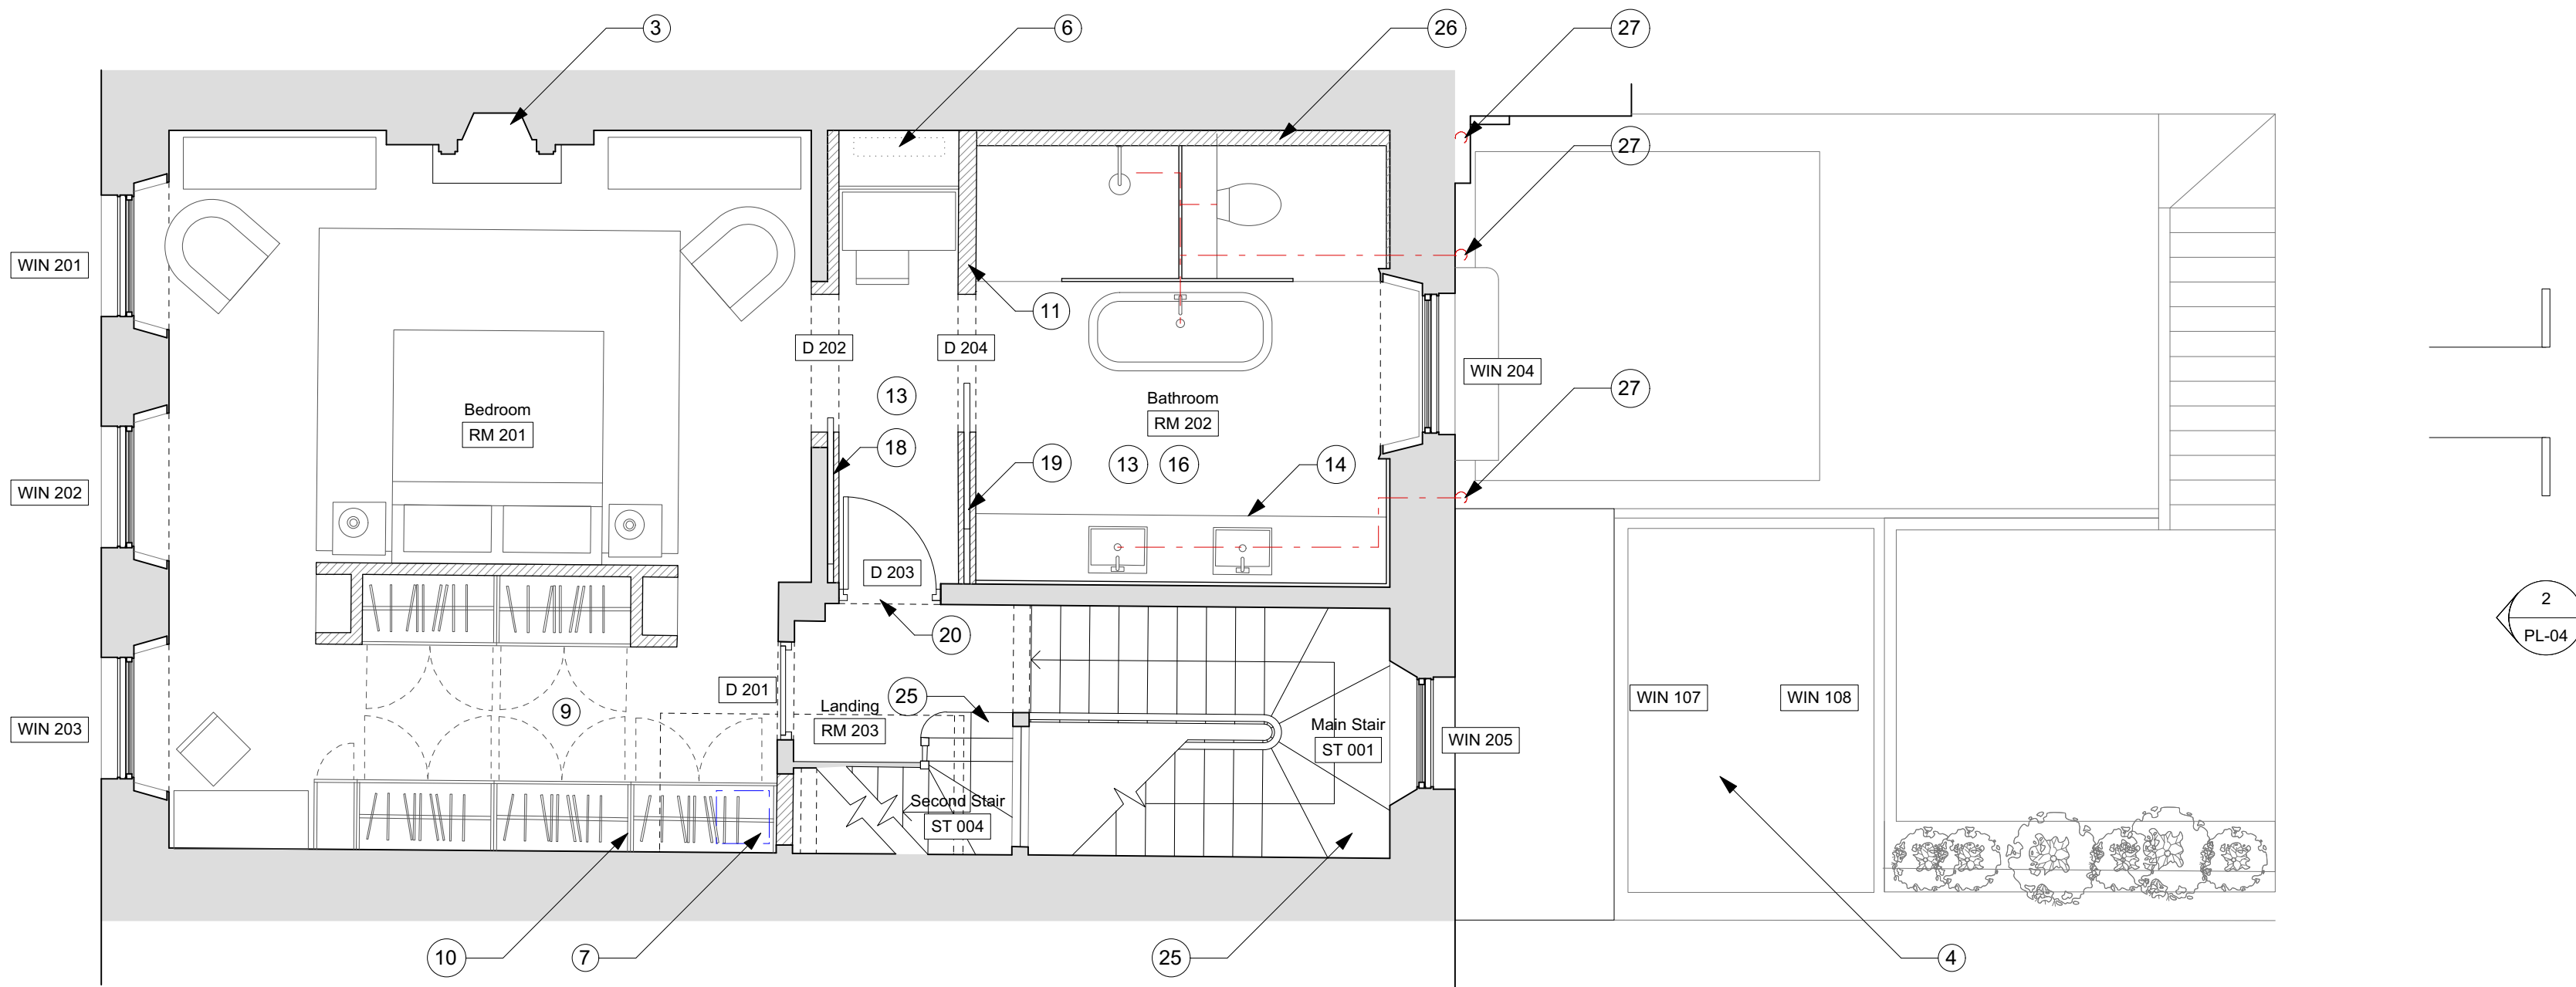 3
6
26
27
27
WIN 201
11
D 202
D 204
WIN 204
27
13
Bathroom
RM 202
Bedroom
RM 201
18
19
13
16
14
WIN 202
D 203
2
PL-04
20
D 201
25
WIN 107
WIN 108
Landing
RM 203
9
Main Stair
ST 001
WIN 203
WIN 205
Second Stair
ST 004
10
7
25
4